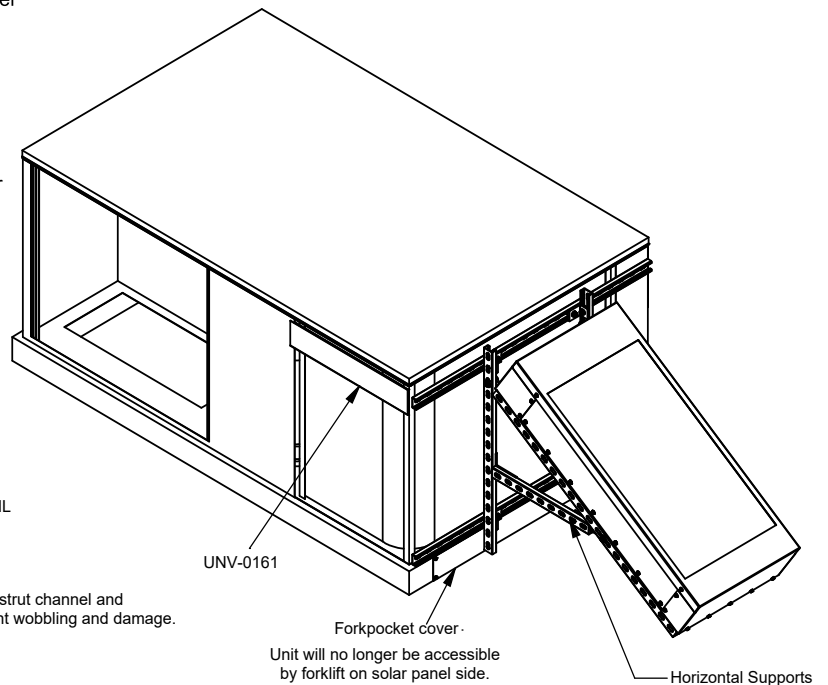 IL
strut channel and
nt wobbling and damage.
UNV-0161
Forkpocket cover.
Unit will no longer be accessible
by forklift on solar panel side.
Horizontal Supports